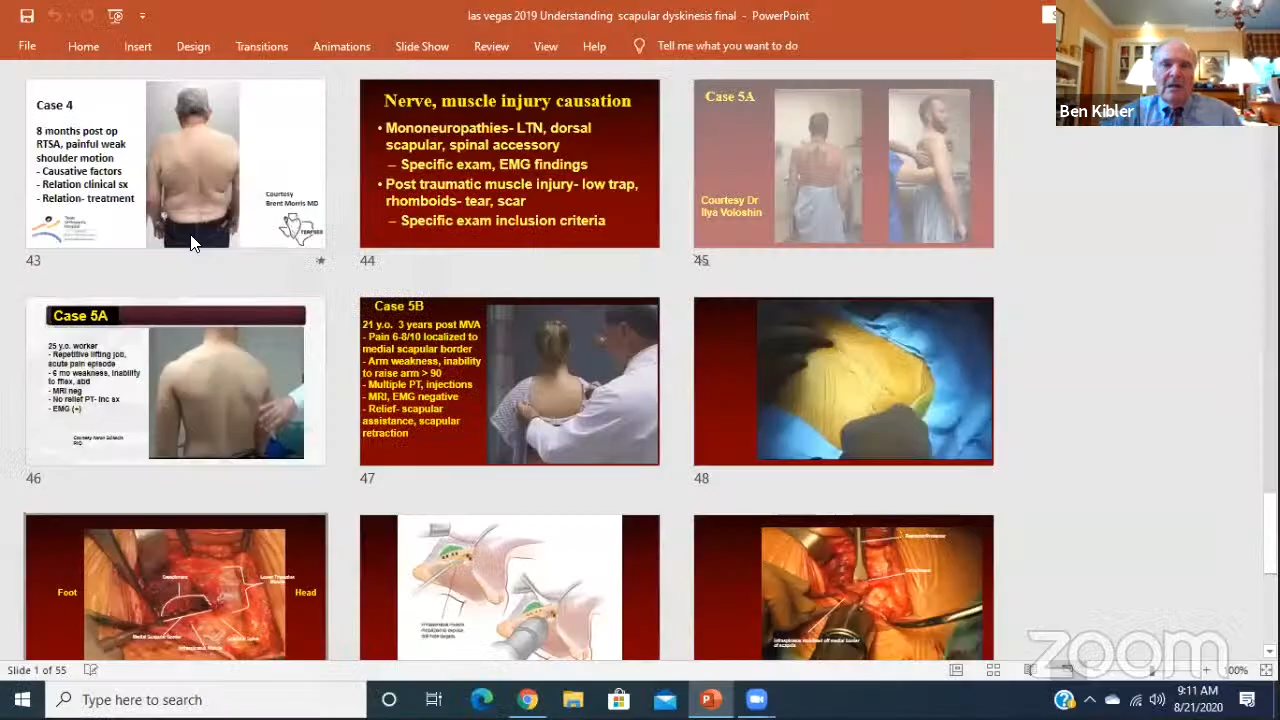 las vegas 2019 Understanding scapular dyskinesis final - PowerPoint
File Home Insert Design Transitions Animations Slide Show Review View Help Tell me what you want to do
Ben Kibler
Case 4
8 months post op
RTSA, painful weak
shoulder motion
- Causative factors
- Relation clinical sx
- Relation- treatment
Courtesy
Brent Morris MD
43
Nerve, muscle injury causation
• Mononeuropathies- LTN, dorsal
scapular, spinal accessory
– Specific exam, EMG findings
• Post traumatic muscle injury- low trap,
rhomboids- tear, scar
– Specific exam inclusion criteria
44
Case 5A
Courtesy Dr
Ilya Voloshin
45
Case 5A
25 y.o. worker
- Repetitive lifting job,
acute pain episode
- 6 mo weakness, inability
to fflex, abd
- MRI neg
- No relief PT- inc sx
- EMG (+)
46
Case 5B
21 y.o. 3 years post MVA
- Pain 6-8/10 localized to
medial scapular border
- Arm weakness, inability
to raise arm > 90
- Multiple PT, injections
- MRI, EMG negative
- Relief- scapular
assistance, scapular
retraction
47
48
Foot
Head
Medial Scapular Border
zoom
Slide 1 of 55
100%
Type here to search
9:11 AM
8/21/2020